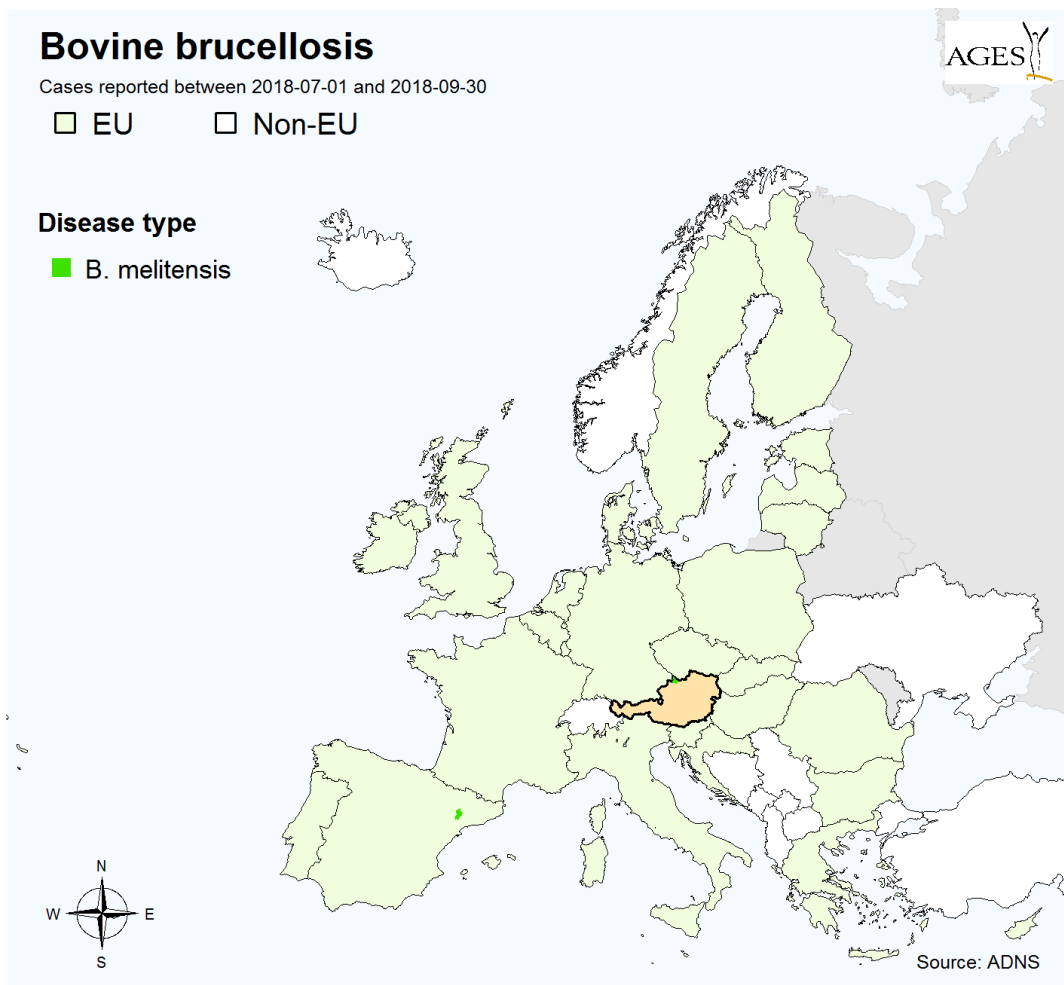 Bovine brucellosis
AGES
Cases reported between 2018-07-01 and 2018-09-30
EU Non-EU
Disease type
B. melitensis
N
W E
S
Source: ADNS